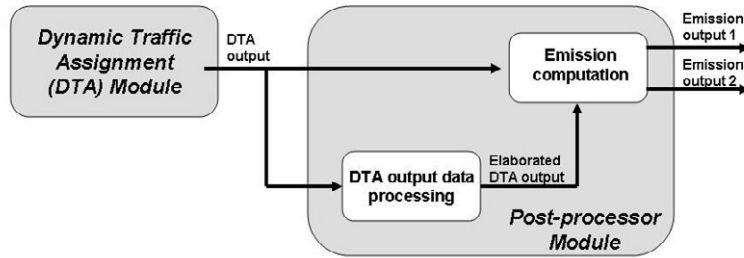 Dynamic Traffic
Assignment
(DTA) Module
DTA
output
Emission
computation
Emission
output 1
Emission
output 2
DTA output data
processing
Elaborated
DTA output
Post-processor
Module